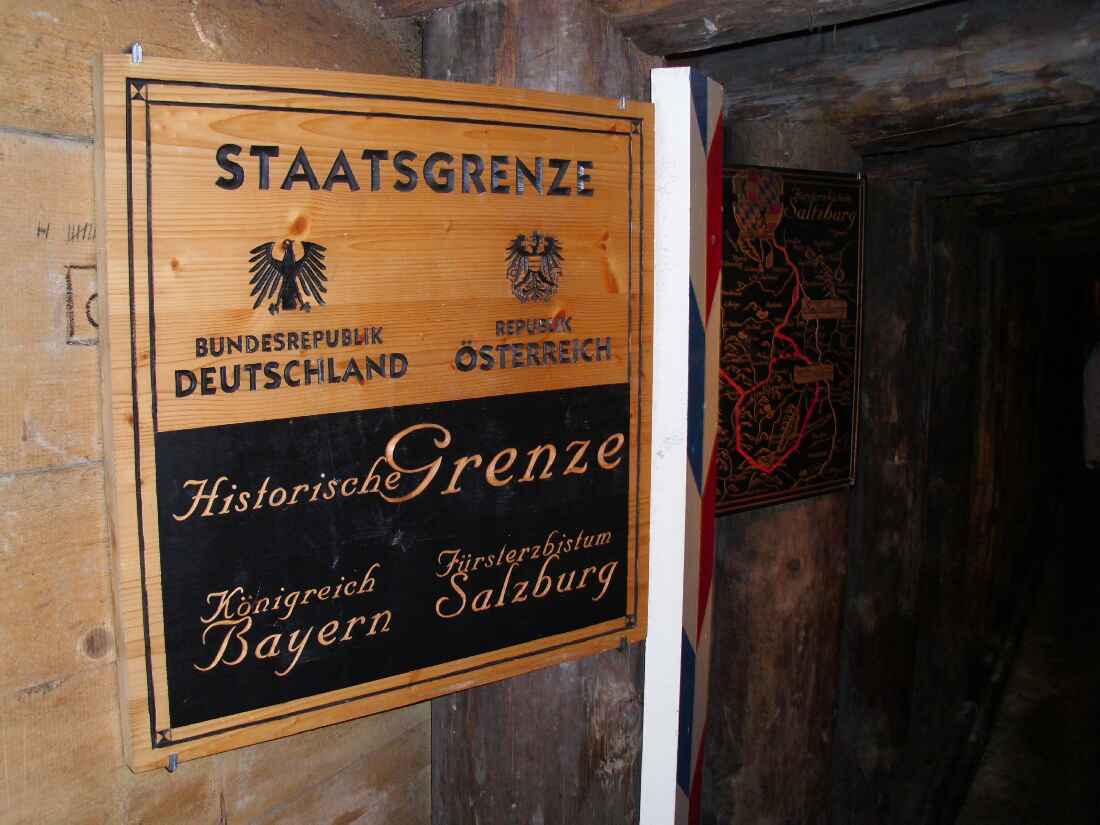 STAATSGRENZE
BUNDESREPUBLIK
DEUTSCHLAND
REPUBLIK
ÖSTERREICH
Historische Grenze
Königreich
Bayern
Fürsterzbistum
Salzburg
Salzburg